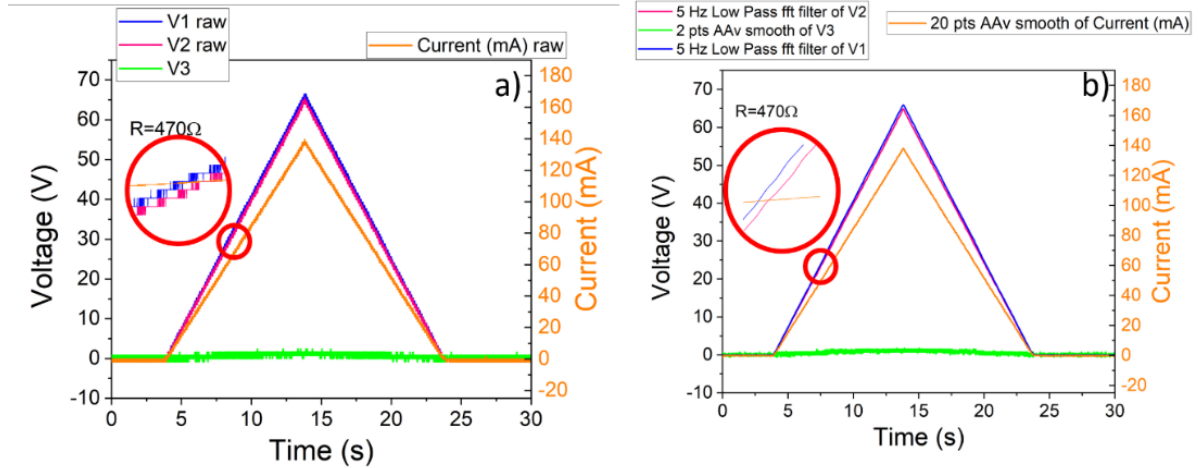 V1 raw
V2 raw
V3
Current (mA) raw
a)
R=470Ω
70
60
50
40
30
20
10
0
-10
Voltage (V)
180
160
140
120
100
80
60
40
20
0
-20
Current (mA)
0 5 10 15 20 25 30
Time (s)
5 Hz Low Pass fft filter of V2
2 pts AAv smooth of V3
5 Hz Low Pass fft filter of V1
20 pts AAv smooth of Current (mA)
b)
R=470Ω
70
60
50
40
30
20
10
0
-10
Voltage (V)
180
160
140
120
100
80
60
40
20
0
-20
Current (mA)
0 5 10 15 20 25 30
Time (s)